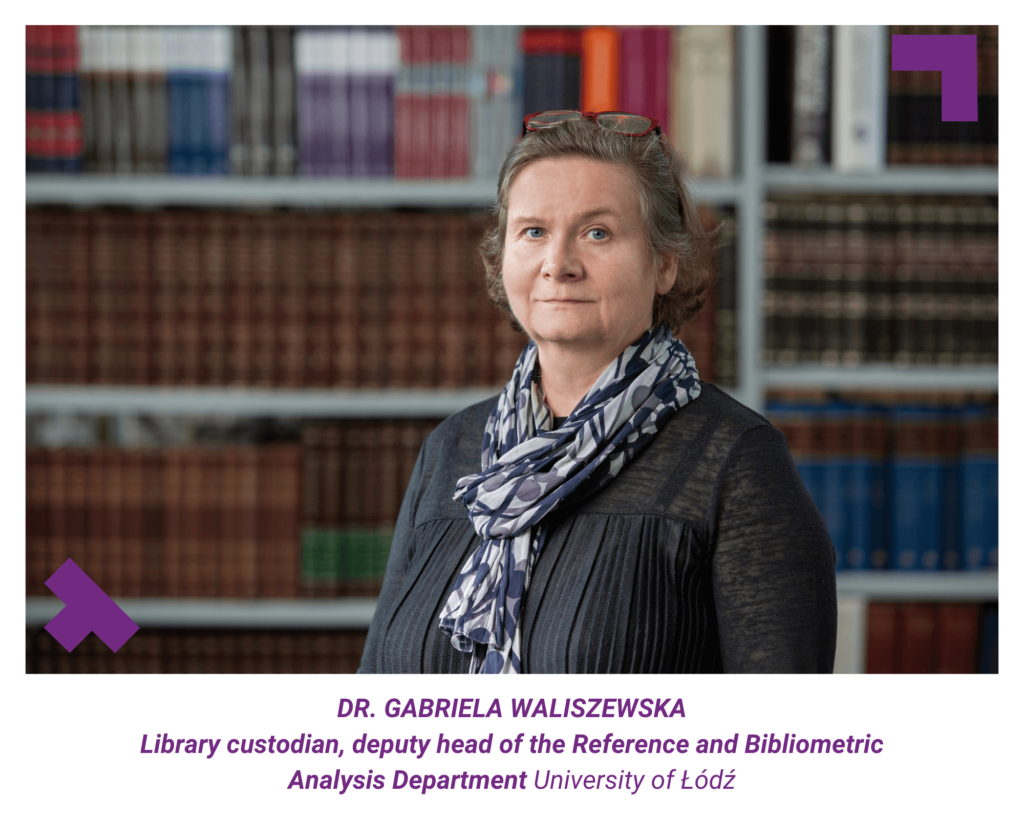 DR. GABRIELA WALISZEWSKA
Library custodian, deputy head of the Reference and Bibliometric
Analysis Department University of Łódź